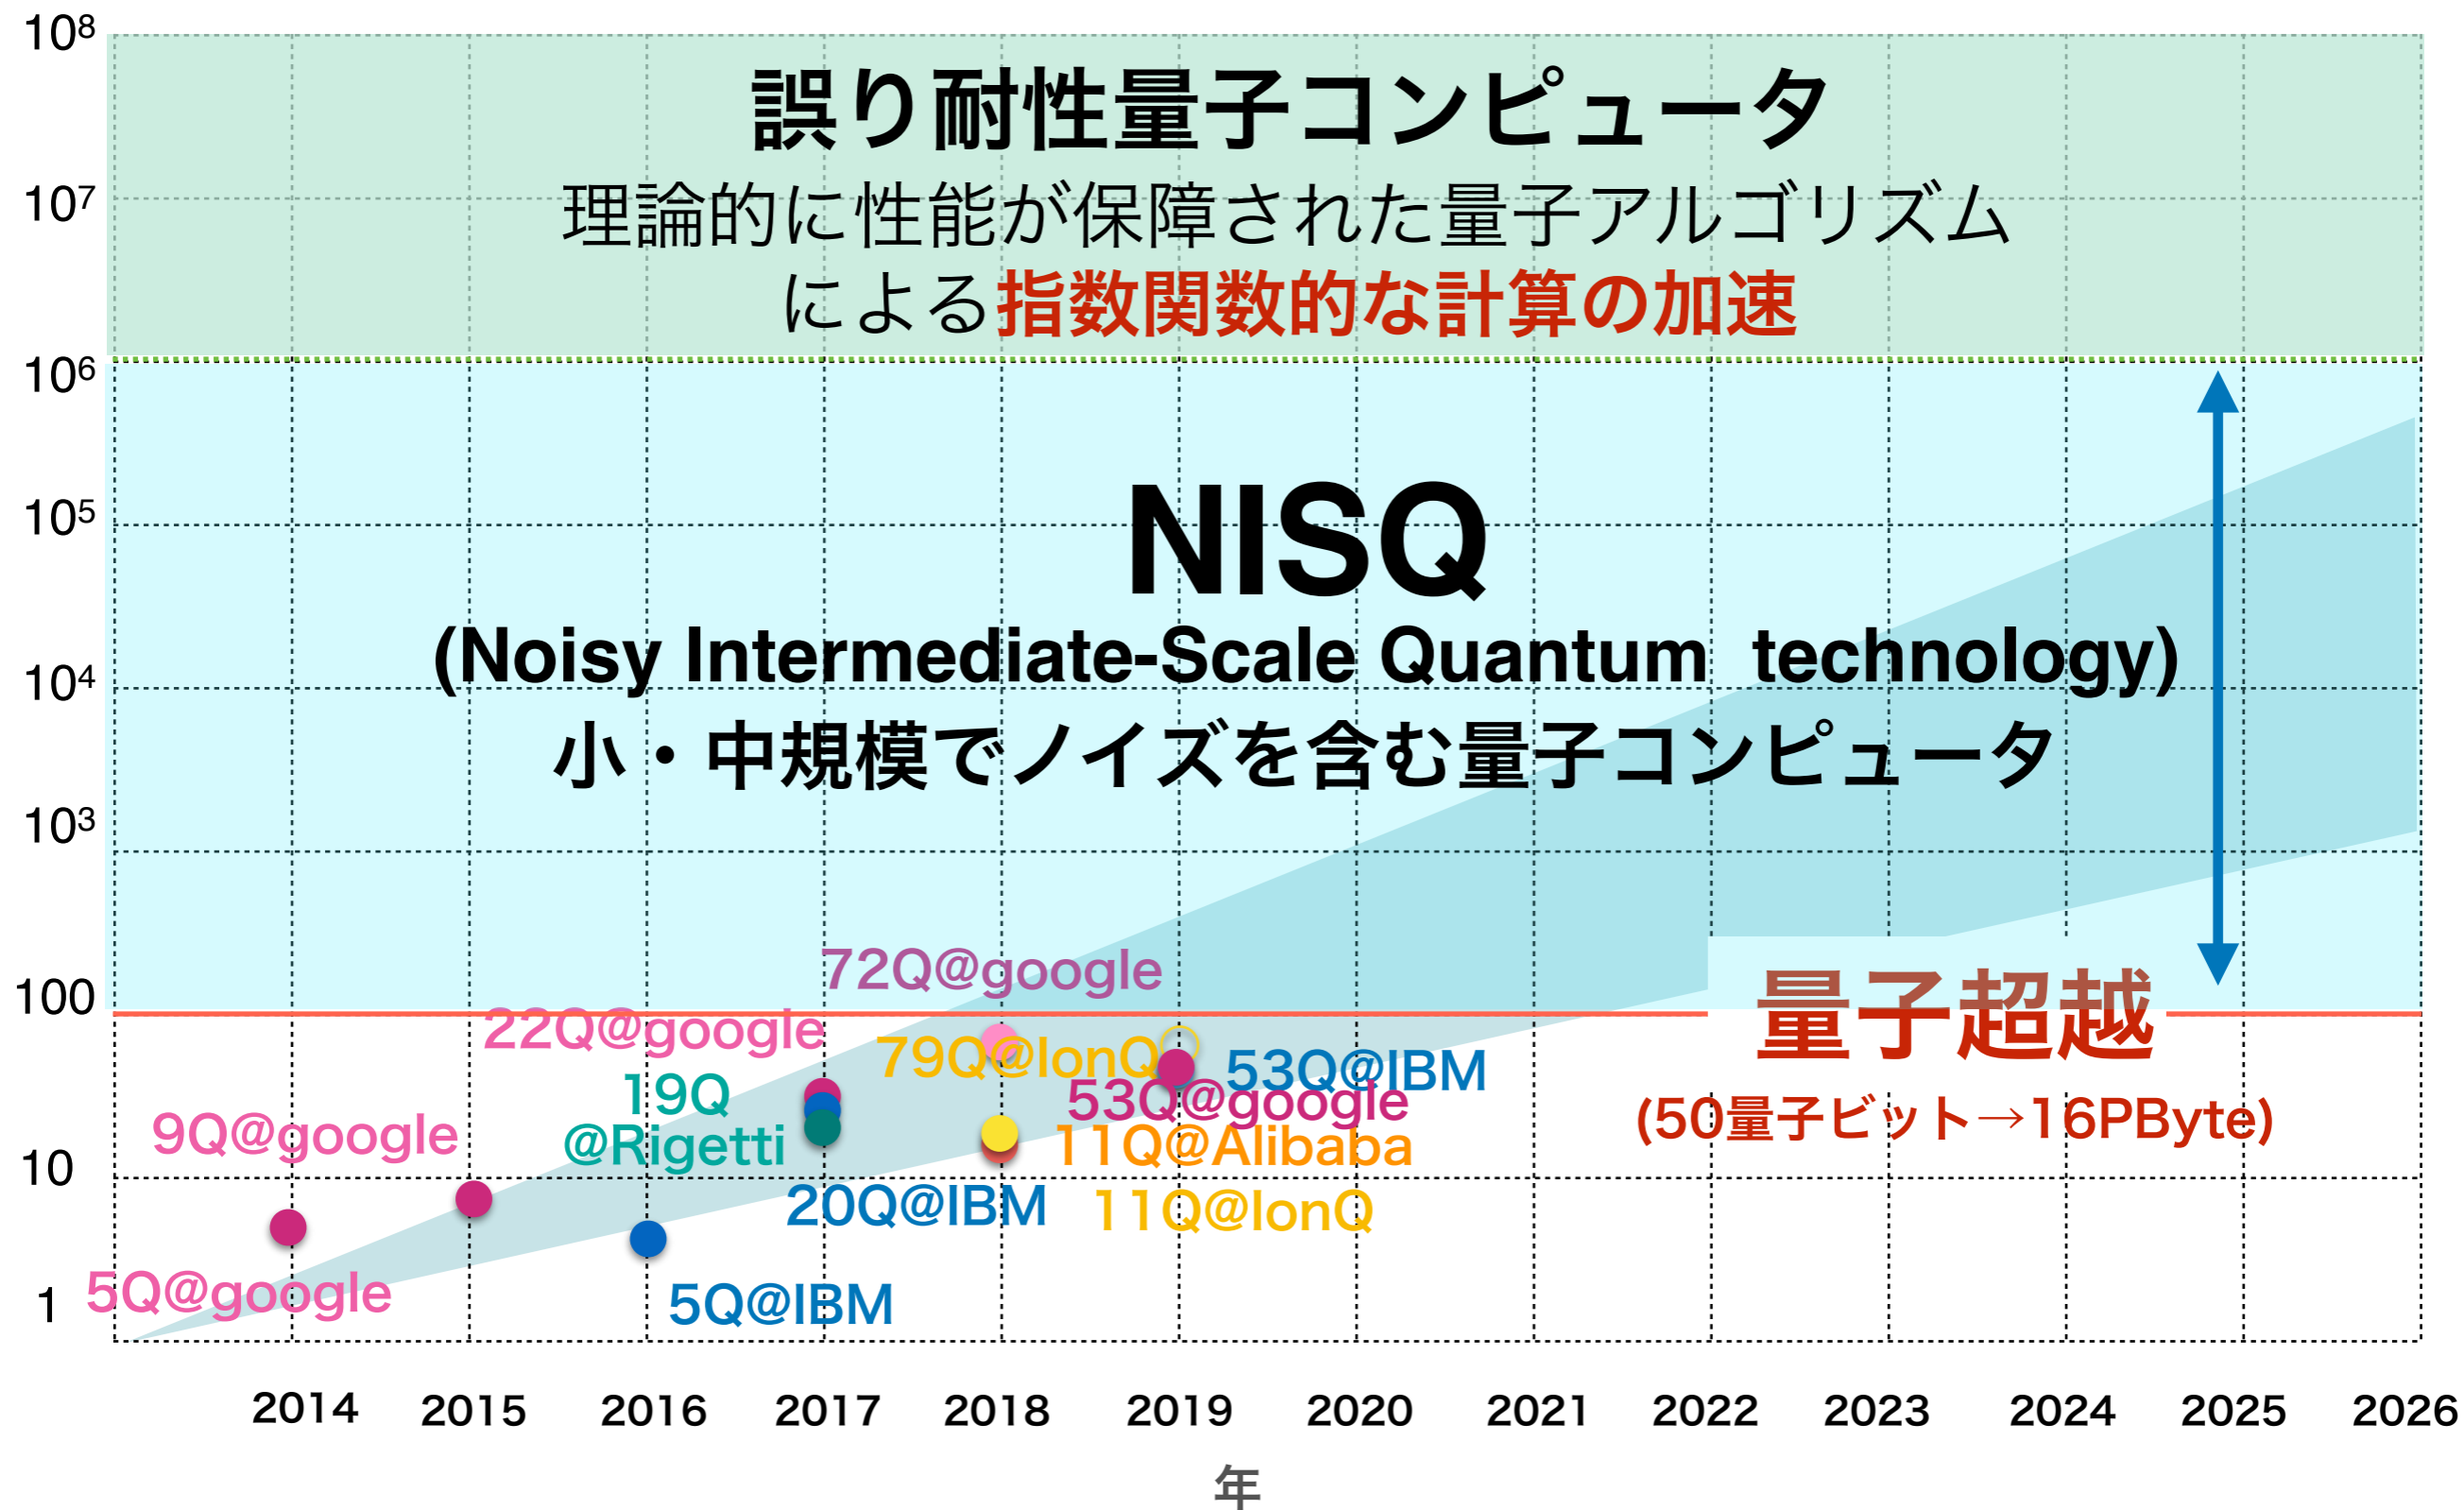 10⁸
誤り耐性量子コンピュータ
10⁷
理論的に性能が保障された量子アルゴリズム
による指数関数的な計算の加速
10⁶
NISQ
10⁵
(Noisy Intermediate-Scale Quantum technology)
10⁴
小・中規模でノイズを含む量子コンピュータ
10³
72Q@google
100
22Q@google
量子超越
79Q@IonQ
53Q@IBM
19Q
@Rigetti
53Q@google
(50量子ビット→16PByte)
9Q@google
11Q@Alibaba
10
20Q@IBM
11Q@IonQ
5Q@google
5Q@IBM
1
2014 2015 2016 2017 2018 2019 2020 2021 2022 2023 2024 2025 2026
年